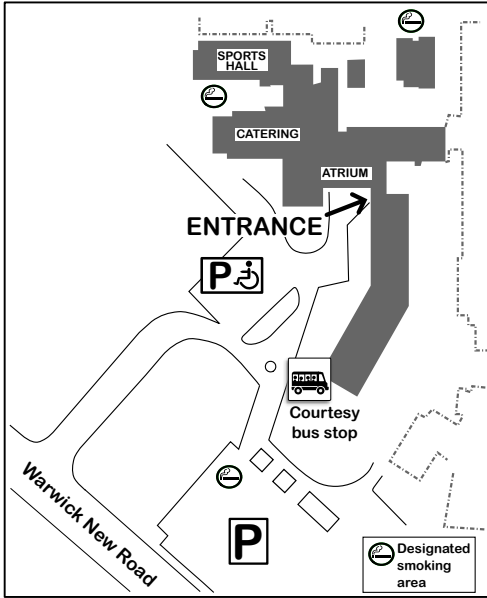 SPORTS
HALL
CATERING
ATRIUM
ENTRANCE
P
Courtesy
bus stop
Warwick New Road
P
Designated
smoking
area